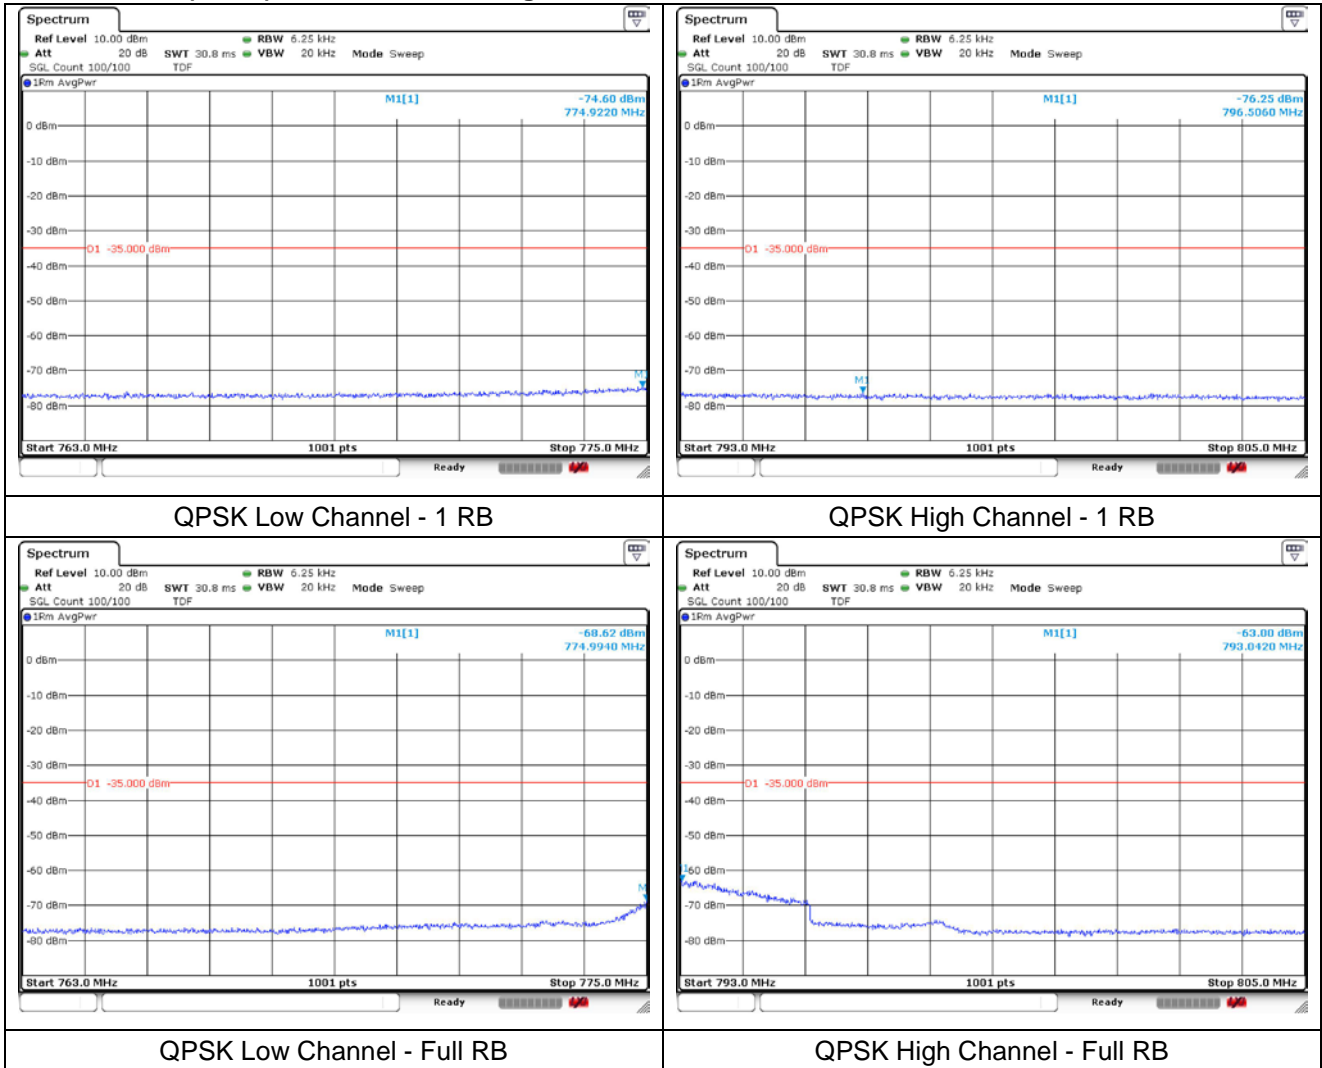 Spectrum
Ref Level 10.00 dBm RBW 6.25 kHz
Att 20 dB SWT 30.8 ms VBW 20 kHz Mode Sweep
SGL Count 100/100 TDF
1Rm AvgPwr
M1[1] -74.60 dBm
774.9220 MHz
0 dBm
-10 dBm
-20 dBm
-30 dBm
D1 -35.000 dBm
-40 dBm
-50 dBm
-60 dBm
-70 dBm
-80 dBm
Start 763.0 MHz 1001 pts Stop 775.0 MHz
Ready
Spectrum
Ref Level 10.00 dBm RBW 6.25 kHz
Att 20 dB SWT 30.8 ms VBW 20 kHz Mode Sweep
SGL Count 100/100 TDF
1Rm AvgPwr
M1[1] -76.25 dBm
796.5060 MHz
0 dBm
-10 dBm
-20 dBm
-30 dBm
D1 -35.000 dBm
-40 dBm
-50 dBm
-60 dBm
-70 dBm
M1
-80 dBm
Start 793.0 MHz 1001 pts Stop 805.0 MHz
Ready
QPSK Low Channel - 1 RB
QPSK High Channel - 1 RB
Spectrum
Ref Level 10.00 dBm RBW 6.25 kHz
Att 20 dB SWT 30.8 ms VBW 20 kHz Mode Sweep
SGL Count 100/100 TDF
1Rm AvgPwr
M1[1] -68.62 dBm
774.9940 MHz
0 dBm
-10 dBm
-20 dBm
-30 dBm
D1 -35.000 dBm
-40 dBm
-50 dBm
-60 dBm
-70 dBm
-80 dBm
Start 763.0 MHz 1001 pts Stop 775.0 MHz
Ready
Spectrum
Ref Level 10.00 dBm RBW 6.25 kHz
Att 20 dB SWT 30.8 ms VBW 20 kHz Mode Sweep
SGL Count 100/100 TDF
1Rm AvgPwr
M1[1] -63.00 dBm
793.0420 MHz
0 dBm
-10 dBm
-20 dBm
-30 dBm
D1 -35.000 dBm
-40 dBm
-50 dBm
-60 dBm
-70 dBm
-80 dBm
Start 793.0 MHz 1001 pts Stop 805.0 MHz
Ready
QPSK Low Channel - Full RB
QPSK High Channel - Full RB